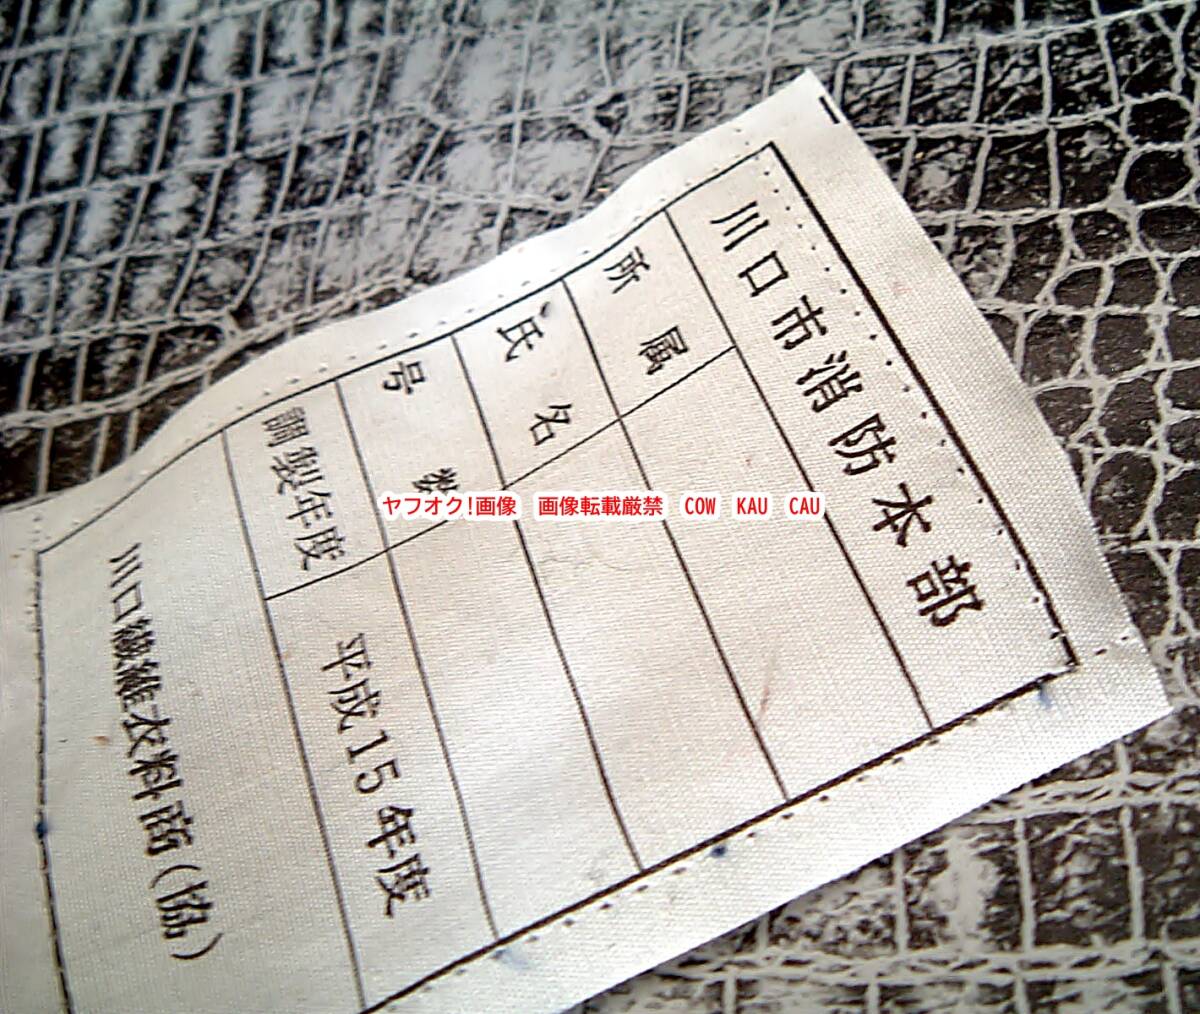 川口市消防本部
所属
氏名
号数
調製年度 平成15年度
川口繊維衣料商(協)
ヤフオク!画像 画像転載厳禁 COW KAU CAU